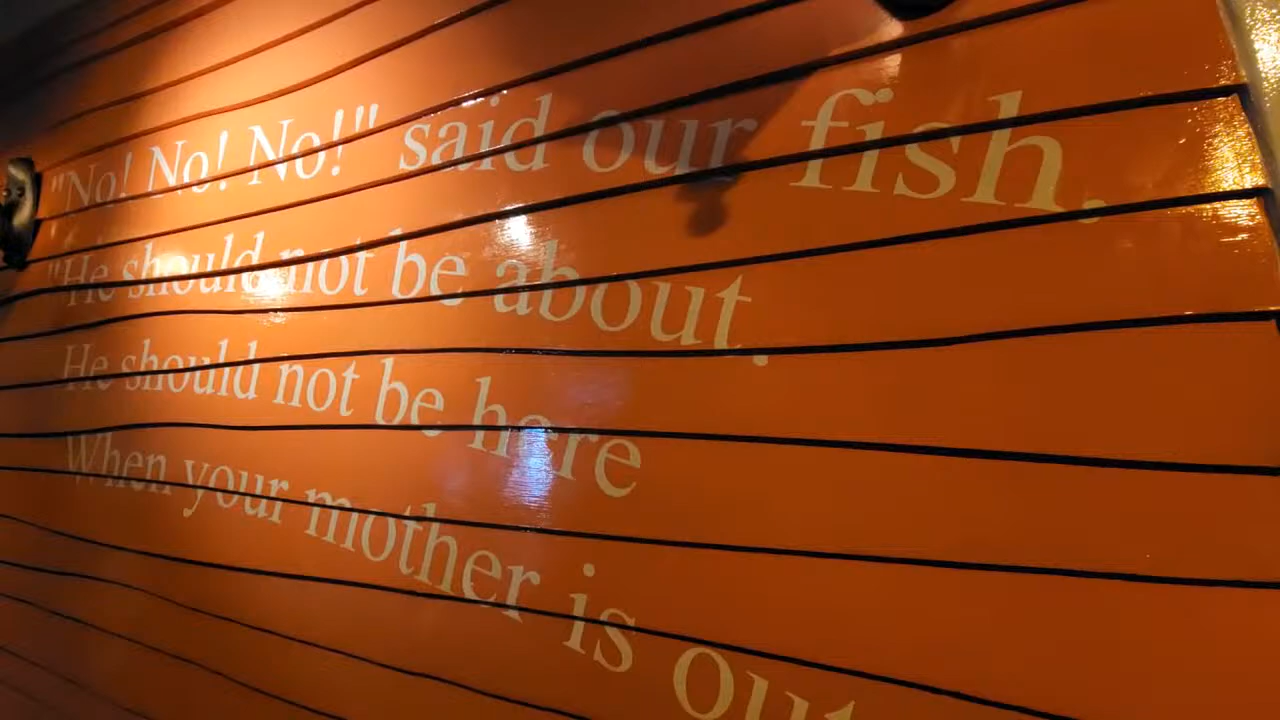 "No! No! No!" said our fish.
"He should not be about.
He should not be here
When your mother is out